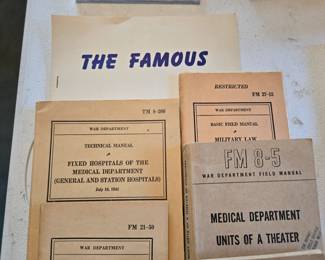 THE FAMOUS
RESTRICTED
FM 27-15
WAR DEPARTMENT
BASIC FIELD MANUAL
MILITARY LAW
TM 8-260
WAR DEPARTMENT
TECHNICAL MANUAL
FIXED HOSPITALS OF THE
MEDICAL DEPARTMENT
(GENERAL AND STATION HOSPITALS)
July 16, 1941
FM 8-5
WAR DEPARTMENT FIELD MANUAL
MEDICAL DEPARTMENT
UNITS OF A THEATER
FM 21-50
WAR DEPARTMENT